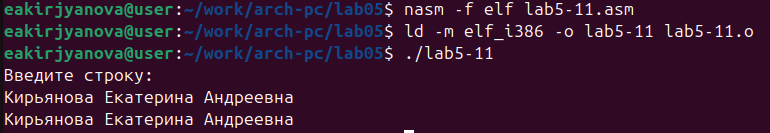 eakirjyanova@user:~/work/arch-pc/lab05$ nasm -f elf lab5-11.asm
eakirjyanova@user:~/work/arch-pc/lab05$ ld -m elf_i386 -o lab5-11 lab5-11.o
eakirjyanova@user:~/work/arch-pc/lab05$ ./lab5-11
Введите строку:
Кирьянова Екатерина Андреевна
Кирьянова Екатерина Андреевна